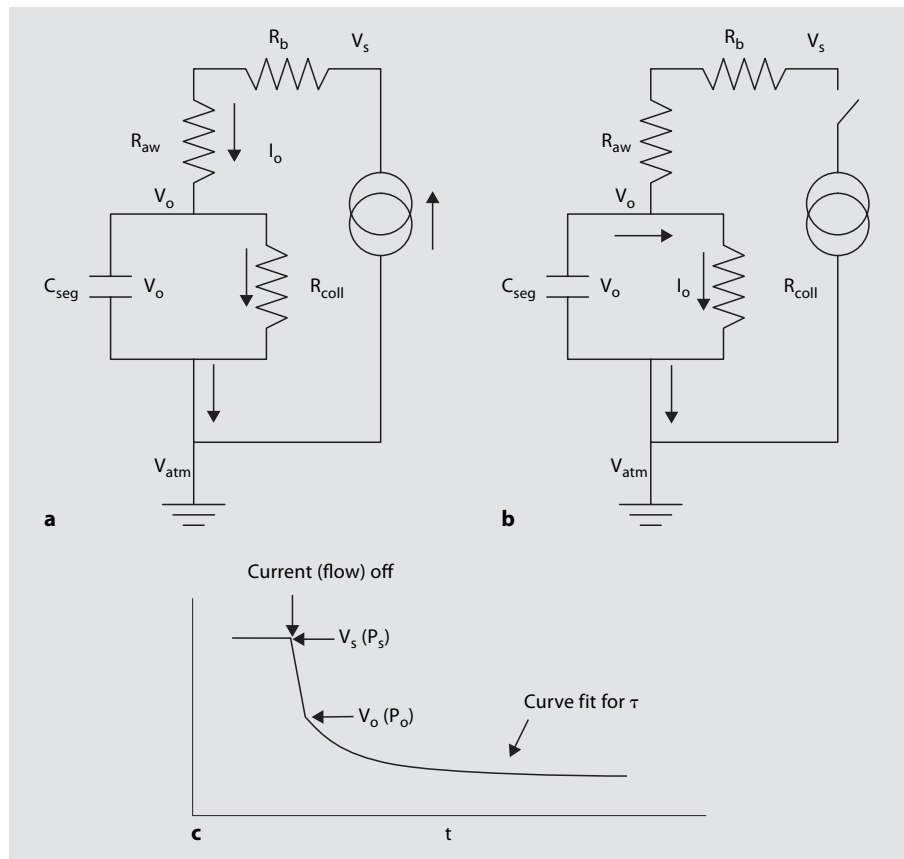 R_b
V_s
R_aw
I_o
V_o
C_seg
V_o
R_coll
V_atm
a
R_b
V_s
R_aw
V_o
C_seg
V_o
I_o
R_coll
V_atm
b
Current (flow) off
V_s (P_s)
V_o (P_o)
Curve fit for τ
c
t